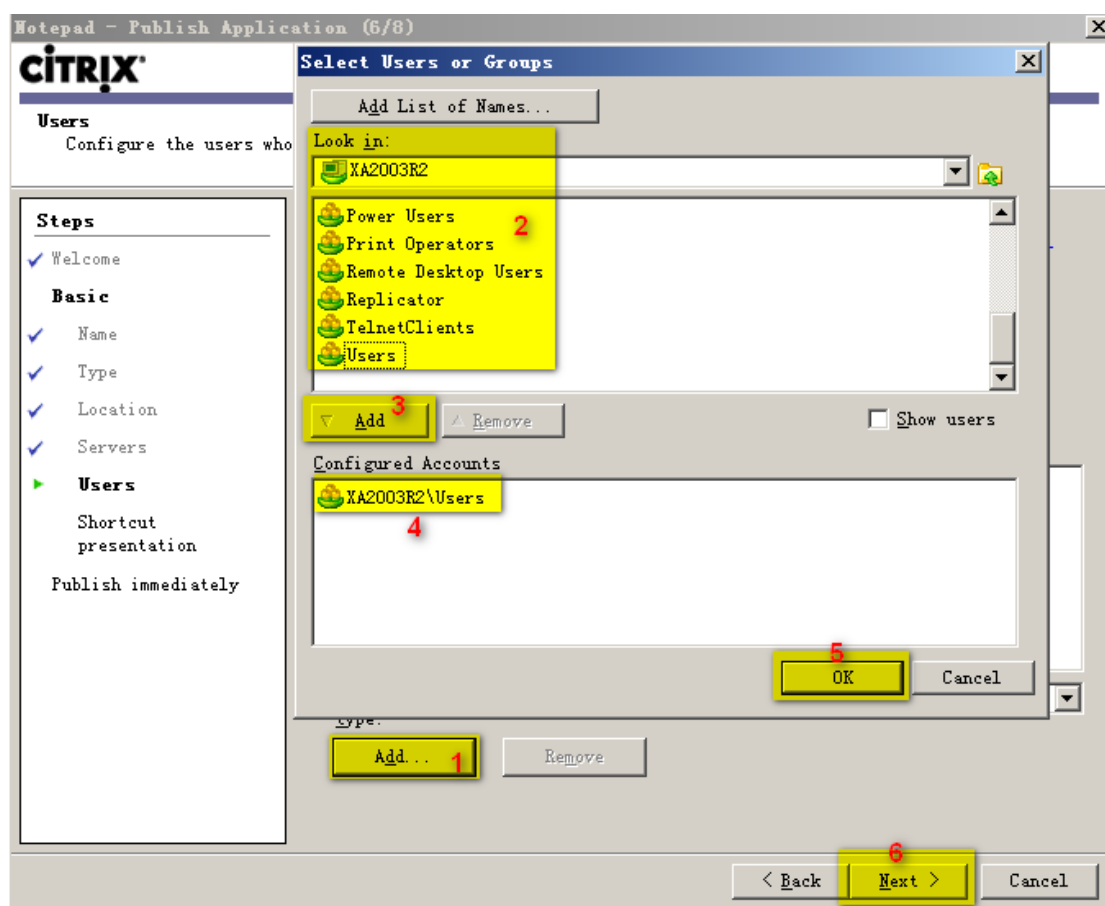 Notepad - Publish Application (6/8)
CITRIX
Users
Configure the users who
Steps
Welcome
Basic
Name
Type
Location
Servers
Users
Shortcut
presentation
Publish immediately
Select Users or Groups
Add List of Names...
Look in:
XA2003R2
Power Users
2
Print Operators
Remote Desktop Users
Replicator
TelnetClients
Users
3
Add
Remove
Show users
Configured Accounts
XA2003R2\Users
4
5
OK
Cancel
type:
Add...
1
Remove
6
< Back
Next >
Cancel